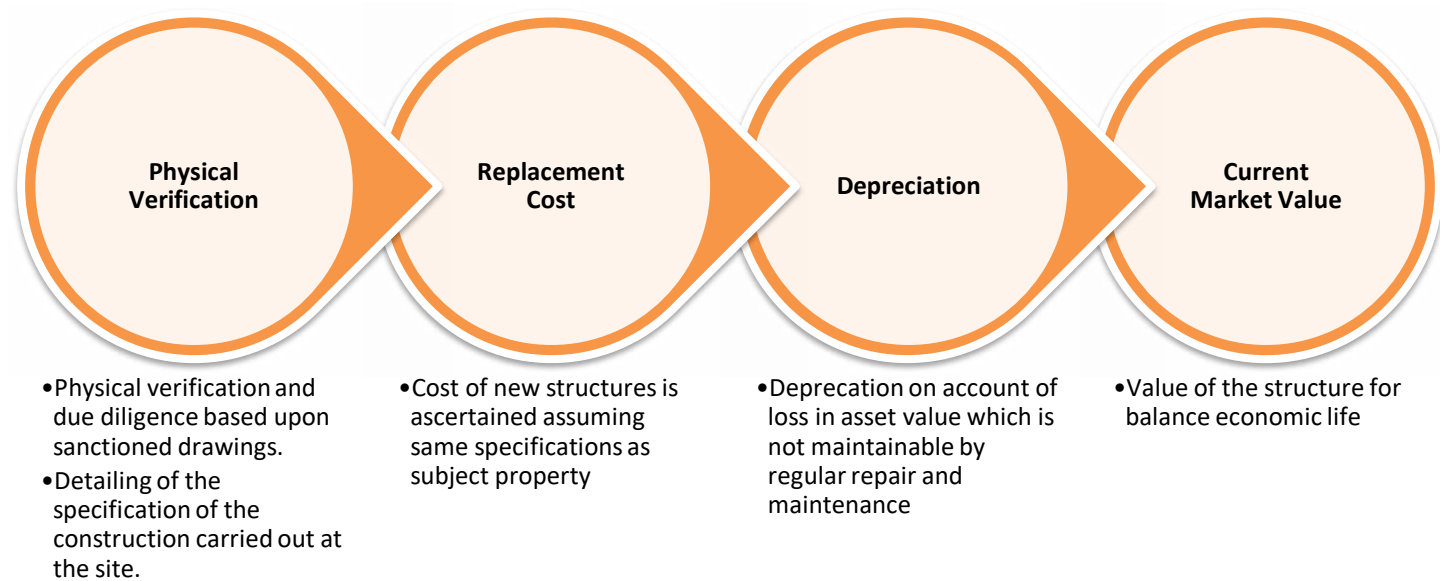 Physical
Verification
Replacement
Cost
Depreciation
Current
Market Value
•Physical verification and
due diligence based upon
sanctioned drawings.
•Detailing of the
specification of the
construction carried out at
the site.
•Cost of new structures is
ascertained assuming
same specifications as
subject property
•Deprecation on account of
loss in asset value which is
not maintainable by
regular repair and
maintenance
•Value of the structure for
balance economic life